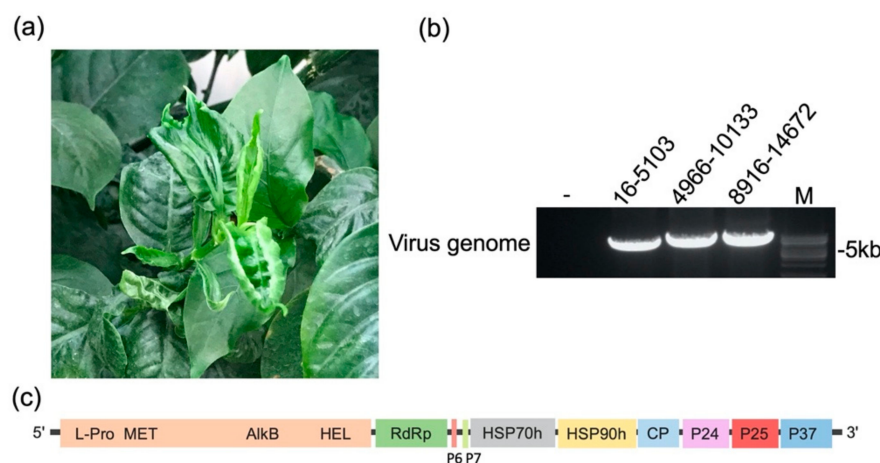 (a)
(b)
-
16-5103
4966-10133
8916-14672
M
Virus genome
-5kb
(c)
5'
L-Pro MET AlkB HEL RdRp HSP70h HSP90h CP P24 P25 P37
3'
P6 P7